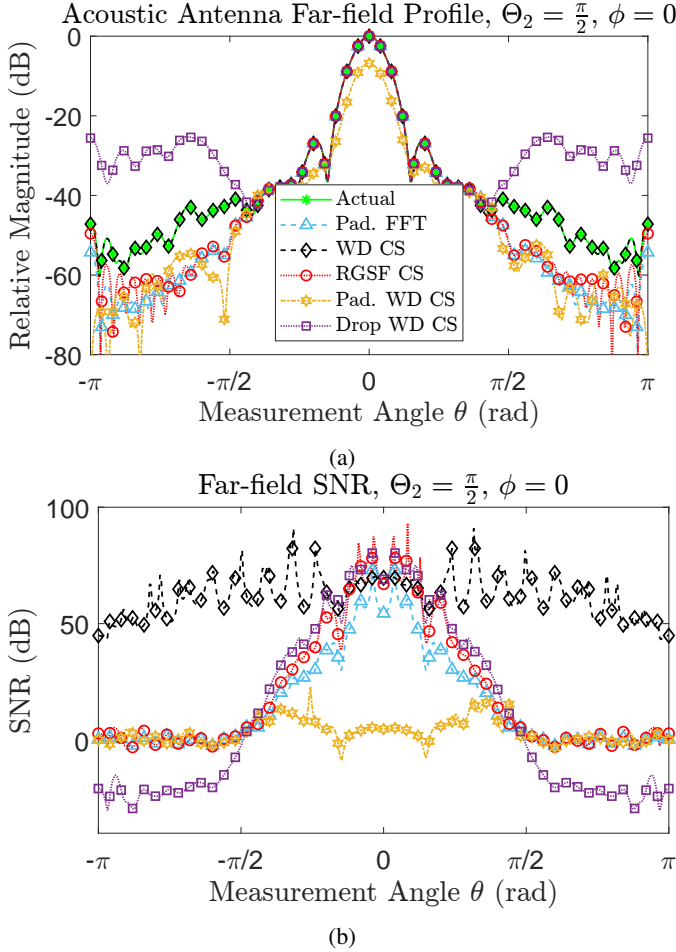 Acoustic Antenna Far-field Profile, Θ₂ = π/2, ϕ = 0
Relative Magnitude (dB)
0
-20
-40
-60
-80
Actual
Pad. FFT
WD CS
RGSF CS
Pad. WD CS
Drop WD CS
-π
-π/2
0
π/2
π
Measurement Angle θ (rad)
(a)
Far-field SNR, Θ₂ = π/2, ϕ = 0
SNR (dB)
100
50
0
-π
-π/2
0
π/2
π
Measurement Angle θ (rad)
(b)